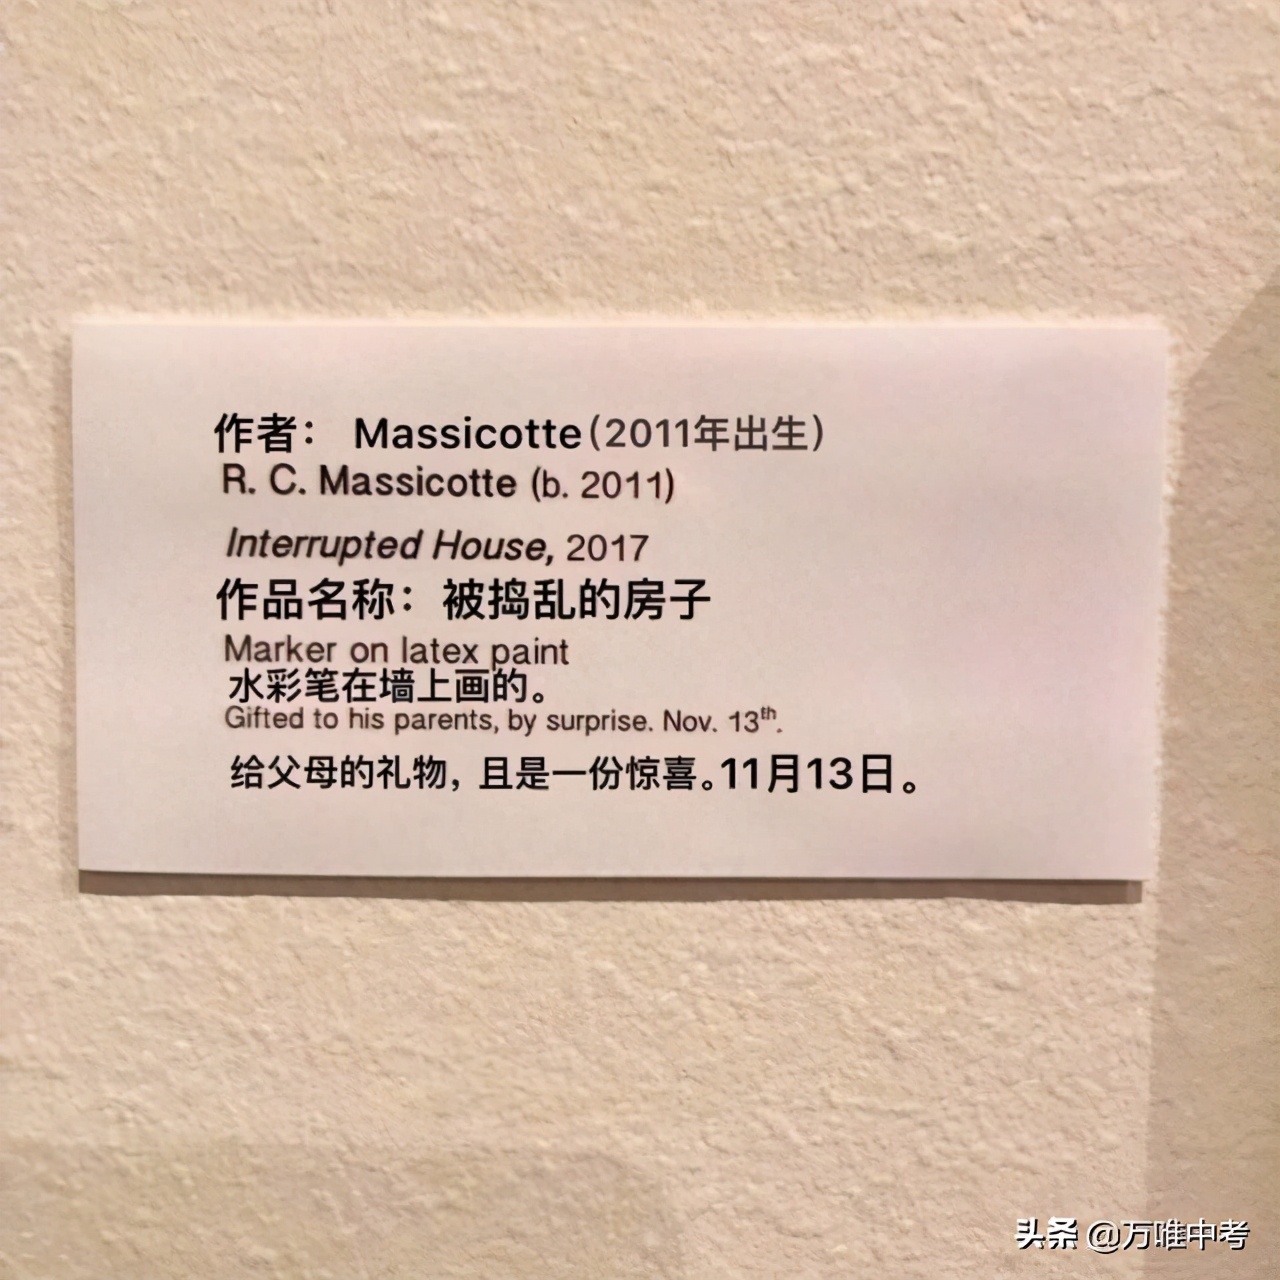 作者： Massicotte（2011年出生）
R. C. Massicotte (b. 2011)
Interrupted House, 2017
作品名称：被捣乱的房子
Marker on latex paint
水彩笔在墙上画的。
Gifted to his parents, by surprise. Nov. 13th.
给父母的礼物，且是一份惊喜。11月13日。
头条 @万唯中考